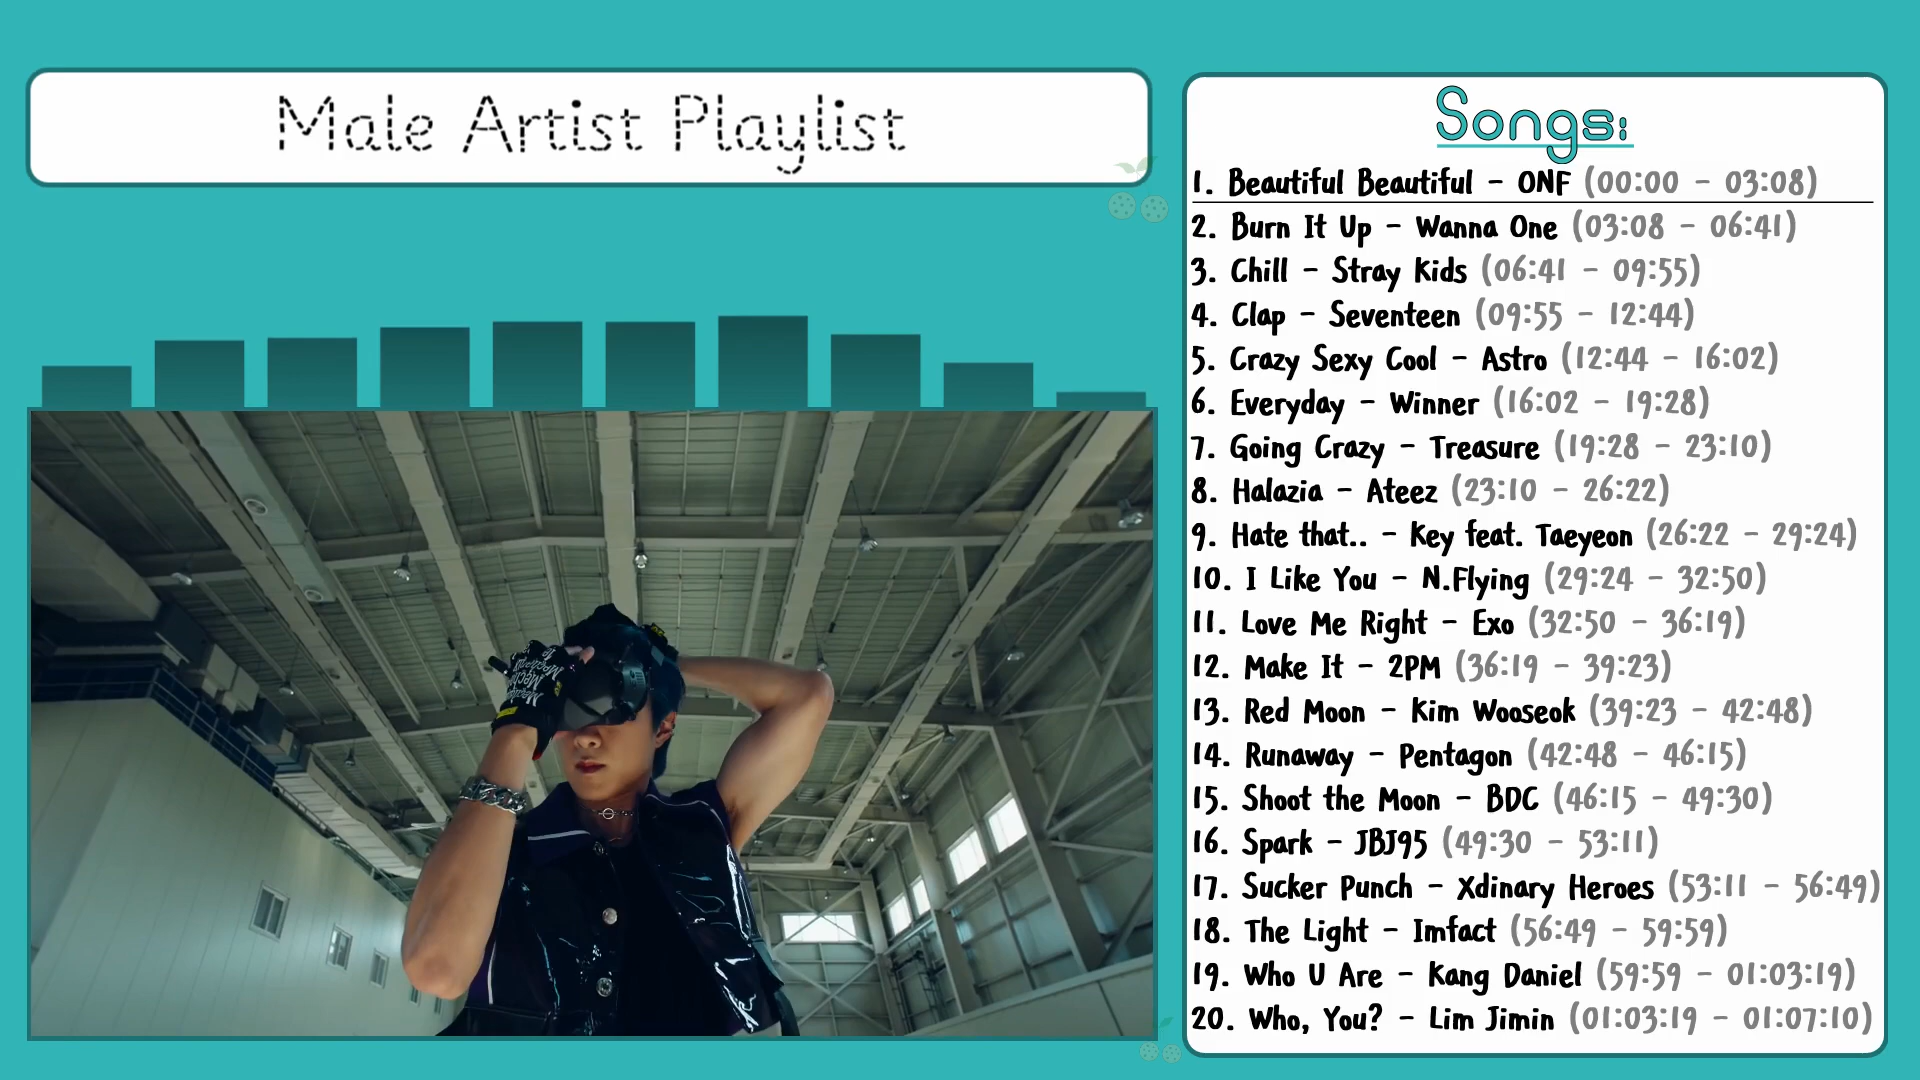 Male Artist Playlist
Songs:
1. Beautiful Beautiful - ONF (00:00 - 03:08)
2. Burn It Up - Wanna One (03:08 - 06:41)
3. Chill - Stray Kids (06:41 - 09:55)
4. Clap - Seventeen (09:55 - 12:44)
5. Crazy Sexy Cool - Astro (12:44 - 16:02)
6. Everyday - Winner (16:02 - 19:28)
7. Going Crazy - Treasure (19:28 - 23:10)
8. Halazia - Ateez (23:10 - 26:22)
9. Hate that.. - Key feat. Taeyeon (26:22 - 29:24)
10. I Like You - N.Flying (29:24 - 32:50)
11. Love Me Right - Exo (32:50 - 36:19)
12. Make It - 2PM (36:19 - 39:23)
13. Red Moon - Kim Wooseok (39:23 - 42:48)
14. Runaway - Pentagon (42:48 - 46:15)
15. Shoot the Moon - BDC (46:15 - 49:30)
16. Spark - JBJ95 (49:30 - 53:11)
17. Sucker Punch - Xdinary Heroes (53:11 - 56:49)
18. The Light - Imfact (56:49 - 59:59)
19. Who U Are - Kang Daniel (59:59 - 01:03:19)
20. Who, You? - Lim Jimin (01:03:19 - 01:07:10)